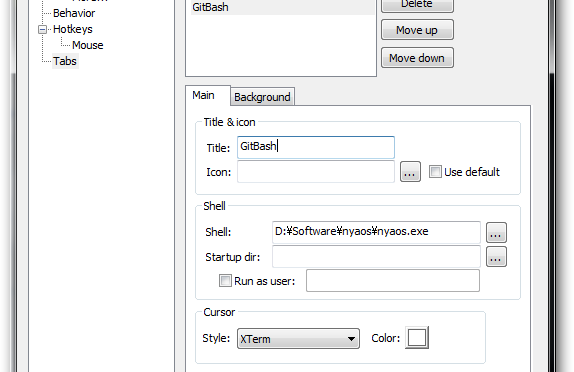 Behavior
Hotkeys
Mouse
Tabs
GitBash
Delete
Move up
Move down
Main
Background
Title & icon
Title:
GitBash
Icon:
...
Use default
Shell
Shell:
D:¥Software¥nyaos¥nyaos.exe
...
Startup dir:
...
Run as user:
Cursor
Style:
XTerm
Color: